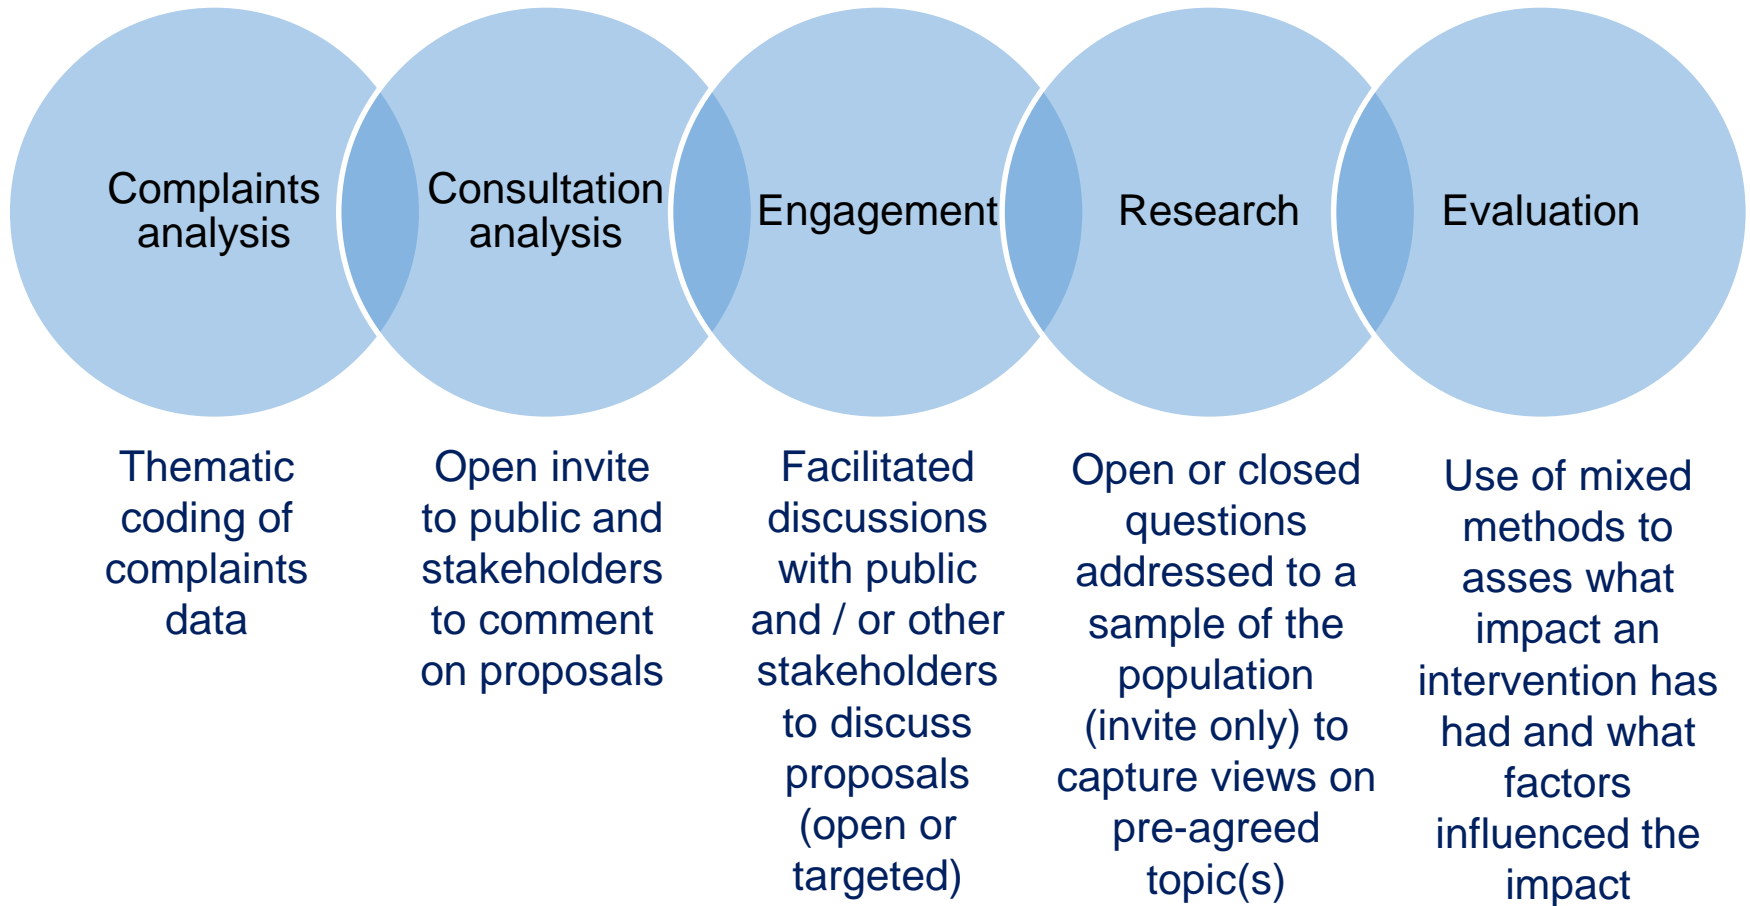 Complaints
analysis
Consultation
analysis
Engagement
Research
Evaluation
Thematic
coding of
complaints
data
Open invite
to public and
stakeholders
to comment
on proposals
Facilitated
discussions
with public
and / or other
stakeholders
to discuss
proposals
(open or
targeted)
Open or closed
questions
addressed to a
sample of the
population
(invite only) to
capture views on
pre-agreed
topic(s)
Use of mixed
methods to
asses what
impact an
intervention has
had and what
factors
influenced the
impact